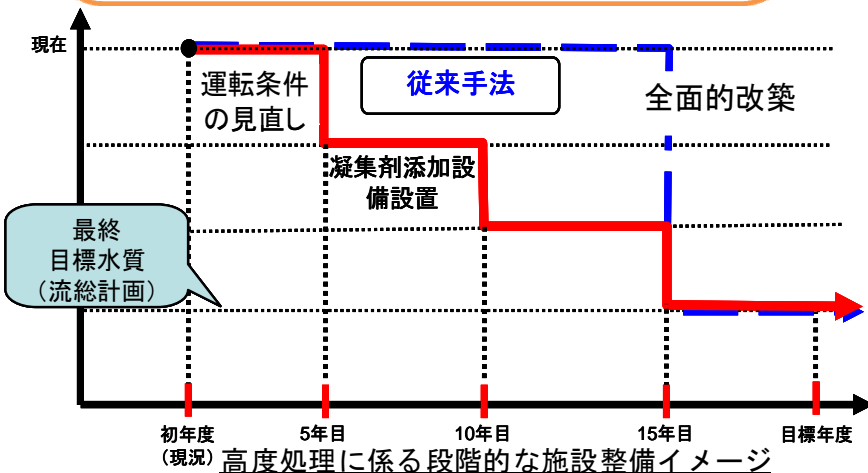 現在
運転条件
の見直し
従来手法
全面的改築
凝集剤添加設
備設置
最終
目標水質
（流総計画）
初年度
（現況）
5年目
10年目
15年目
目標年度
高度処理に係る段階的な施設整備イメージ